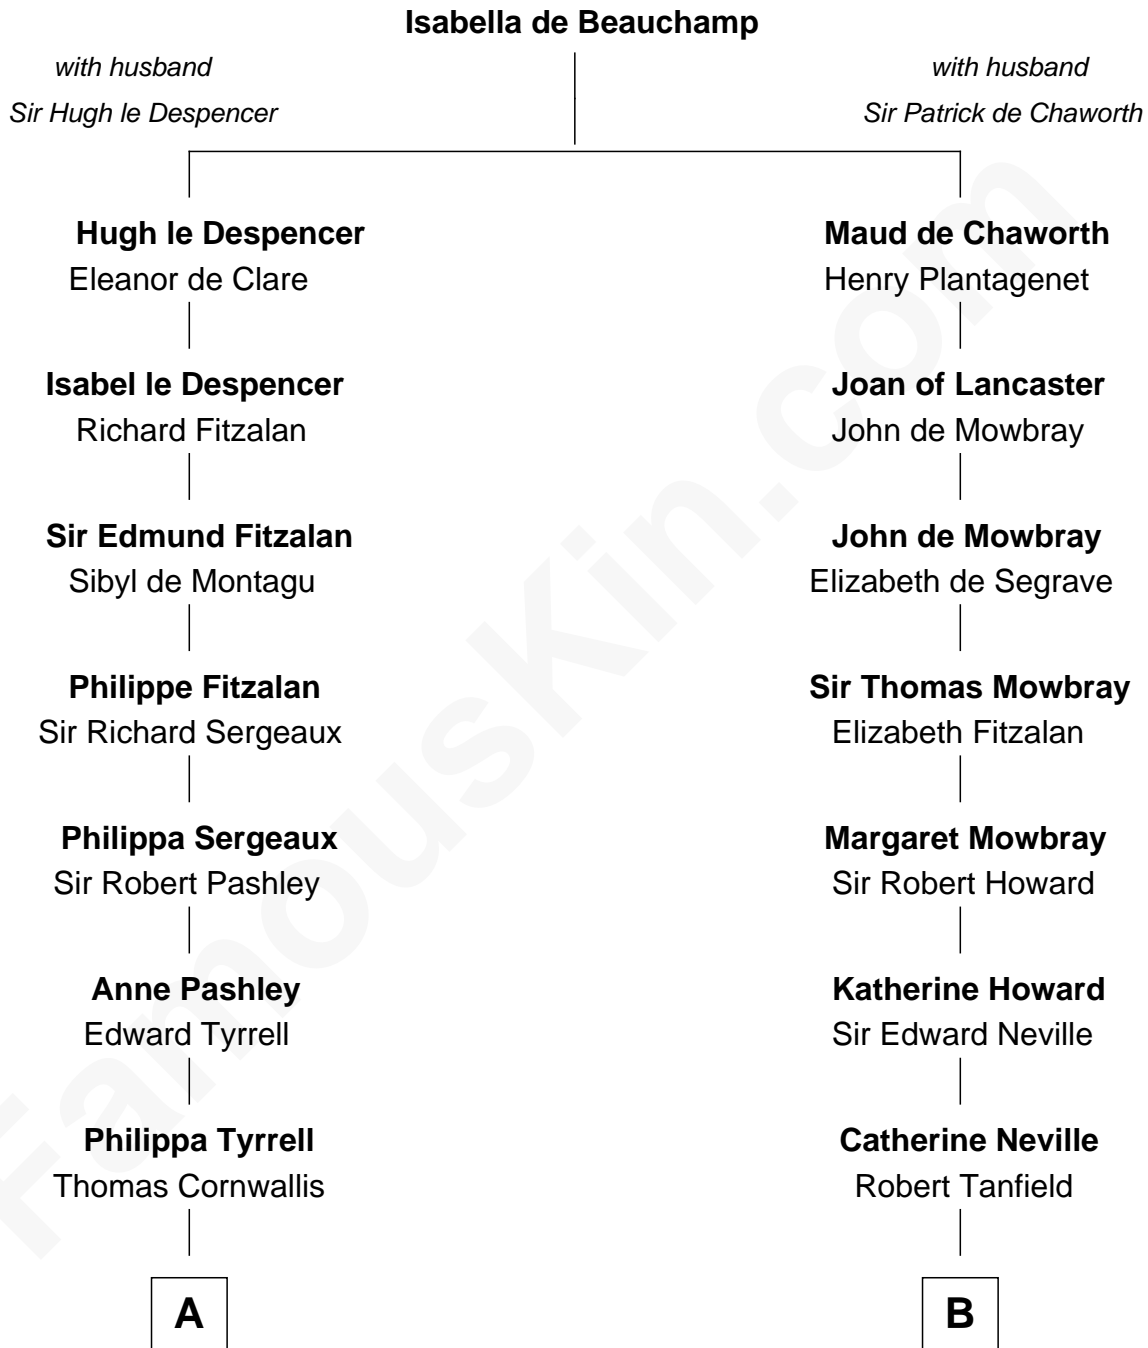 Isabella de Beauchamp
with husband
Sir Hugh le Despencer
with husband
Sir Patrick de Chaworth
Hugh le Despencer
Eleanor de Clare
Isabel le Despencer
Richard Fitzalan
Sir Edmund Fitzalan
Sibyl de Montagu
Philippe Fitzalan
Sir Richard Sergeaux
Philippa Sergeaux
Sir Robert Pashley
Anne Pashley
Edward Tyrrell
Philippa Tyrrell
Thomas Cornwallis
A
Maud de Chaworth
Henry Plantagenet
Joan of Lancaster
John de Mowbray
John de Mowbray
Elizabeth de Segrave
Sir Thomas Mowbray
Elizabeth Fitzalan
Margaret Mowbray
Sir Robert Howard
Katherine Howard
Sir Edward Neville
Catherine Neville
Robert Tanfield
B
FamousKin.com